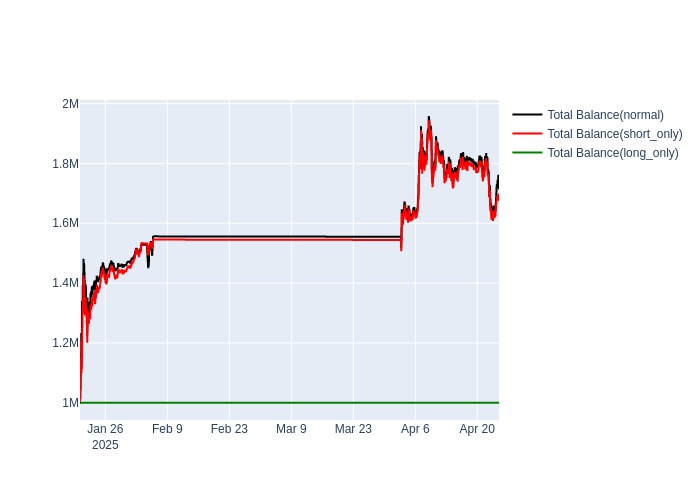 2M
1.8M
1.6M
1.4M
1.2M
1M
Jan 26
2025
Feb 9
Feb 23
Mar 9
Mar 23
Apr 6
Apr 20
Total Balance(normal)
Total Balance(short_only)
Total Balance(long_only)